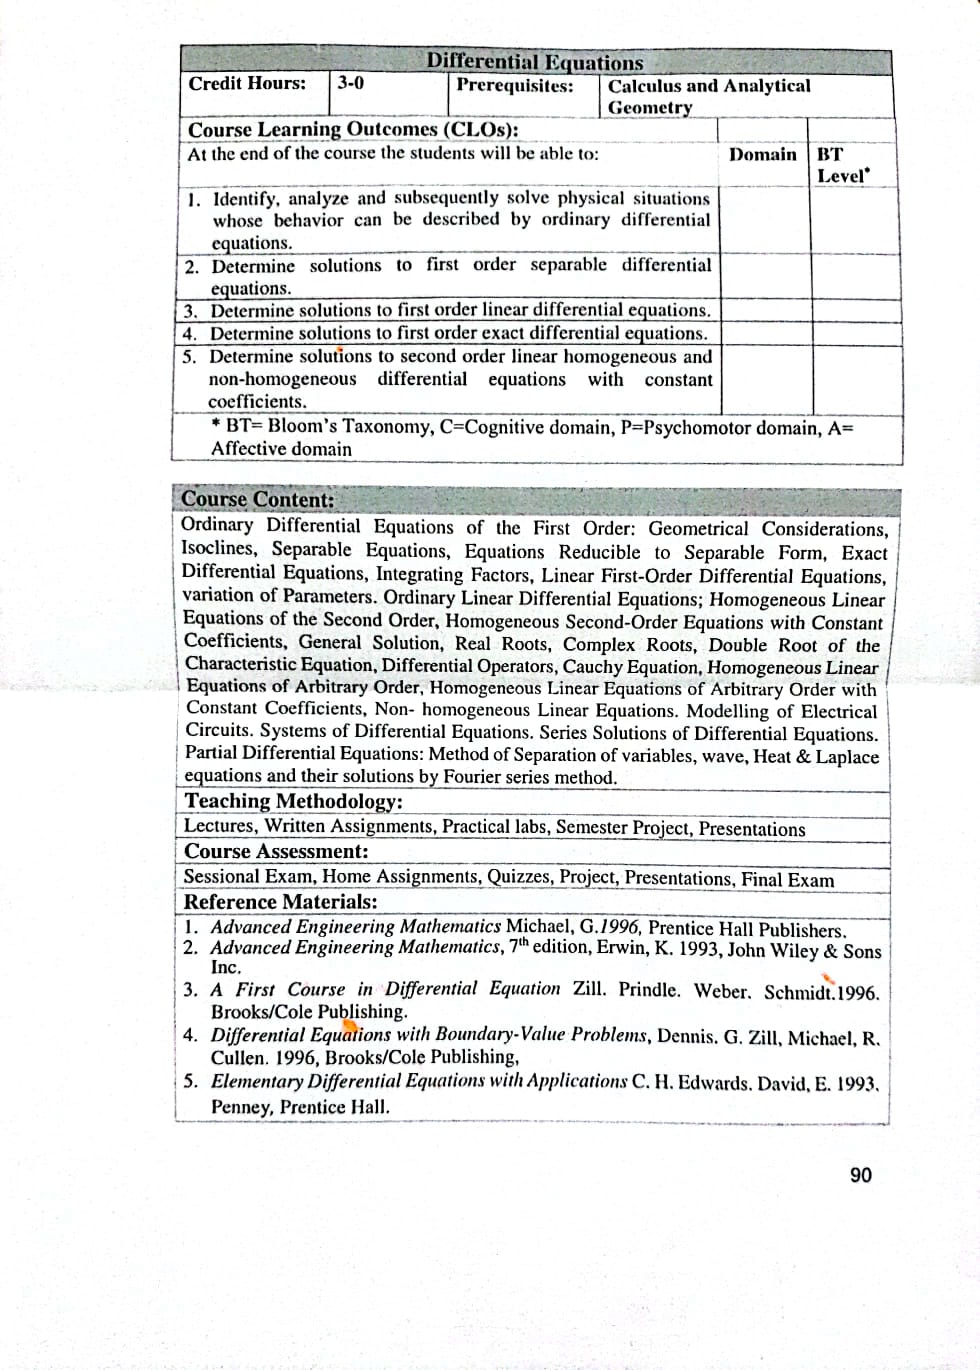 Differential Equations
Credit Hours: 3-0 Prerequisites: Calculus and Analytical
Geometry
Course Learning Outcomes (CLOs):
At the end of the course the students will be able to: Domain BT
Level*
1. Identify, analyze and subsequently solve physical situations
whose behavior can be described by ordinary differential
equations.
2. Determine solutions to first order separable differential
equations.
3. Determine solutions to first order linear differential equations.
4. Determine solutions to first order exact differential equations.
5. Determine solutions to second order linear homogeneous and
non-homogeneous differential equations with constant
coefficients.
* BT= Bloom's Taxonomy, C=Cognitive domain, P=Psychomotor domain, A=
Affective domain
Course Content:
Ordinary Differential Equations of the First Order: Geometrical Considerations,
Isoclines, Separable Equations, Equations Reducible to Separable Form, Exact
Differential Equations, Integrating Factors, Linear First-Order Differential Equations,
variation of Parameters. Ordinary Linear Differential Equations; Homogeneous Linear
Equations of the Second Order, Homogeneous Second-Order Equations with Constant
Coefficients, General Solution, Real Roots, Complex Roots, Double Root of the
Characteristic Equation, Differential Operators, Cauchy Equation, Homogeneous Linear
Equations of Arbitrary Order, Homogeneous Linear Equations of Arbitrary Order with
Constant Coefficients, Non- homogeneous Linear Equations. Modelling of Electrical
Circuits. Systems of Differential Equations. Series Solutions of Differential Equations.
Partial Differential Equations: Method of Separation of variables, wave, Heat & Laplace
equations and their solutions by Fourier series method.
Teaching Methodology:
Lectures, Written Assignments, Practical labs, Semester Project, Presentations
Course Assessment:
Sessional Exam, Home Assignments, Quizzes, Project, Presentations, Final Exam
Reference Materials:
1. Advanced Engineering Mathematics Michael, G.1996, Prentice Hall Publishers.
2. Advanced Engineering Mathematics, 7th edition, Erwin, K. 1993, John Wiley & Sons
Inc.
3. A First Course in Differential Equation Zill. Prindle. Weber. Schmidt.1996.
Brooks/Cole Publishing.
4. Differential Equations with Boundary-Value Problems, Dennis. G. Zill, Michael, R.
Cullen. 1996, Brooks/Cole Publishing,
5. Elementary Differential Equations with Applications C. H. Edwards. David, E. 1993.
Penney, Prentice Hall.
90